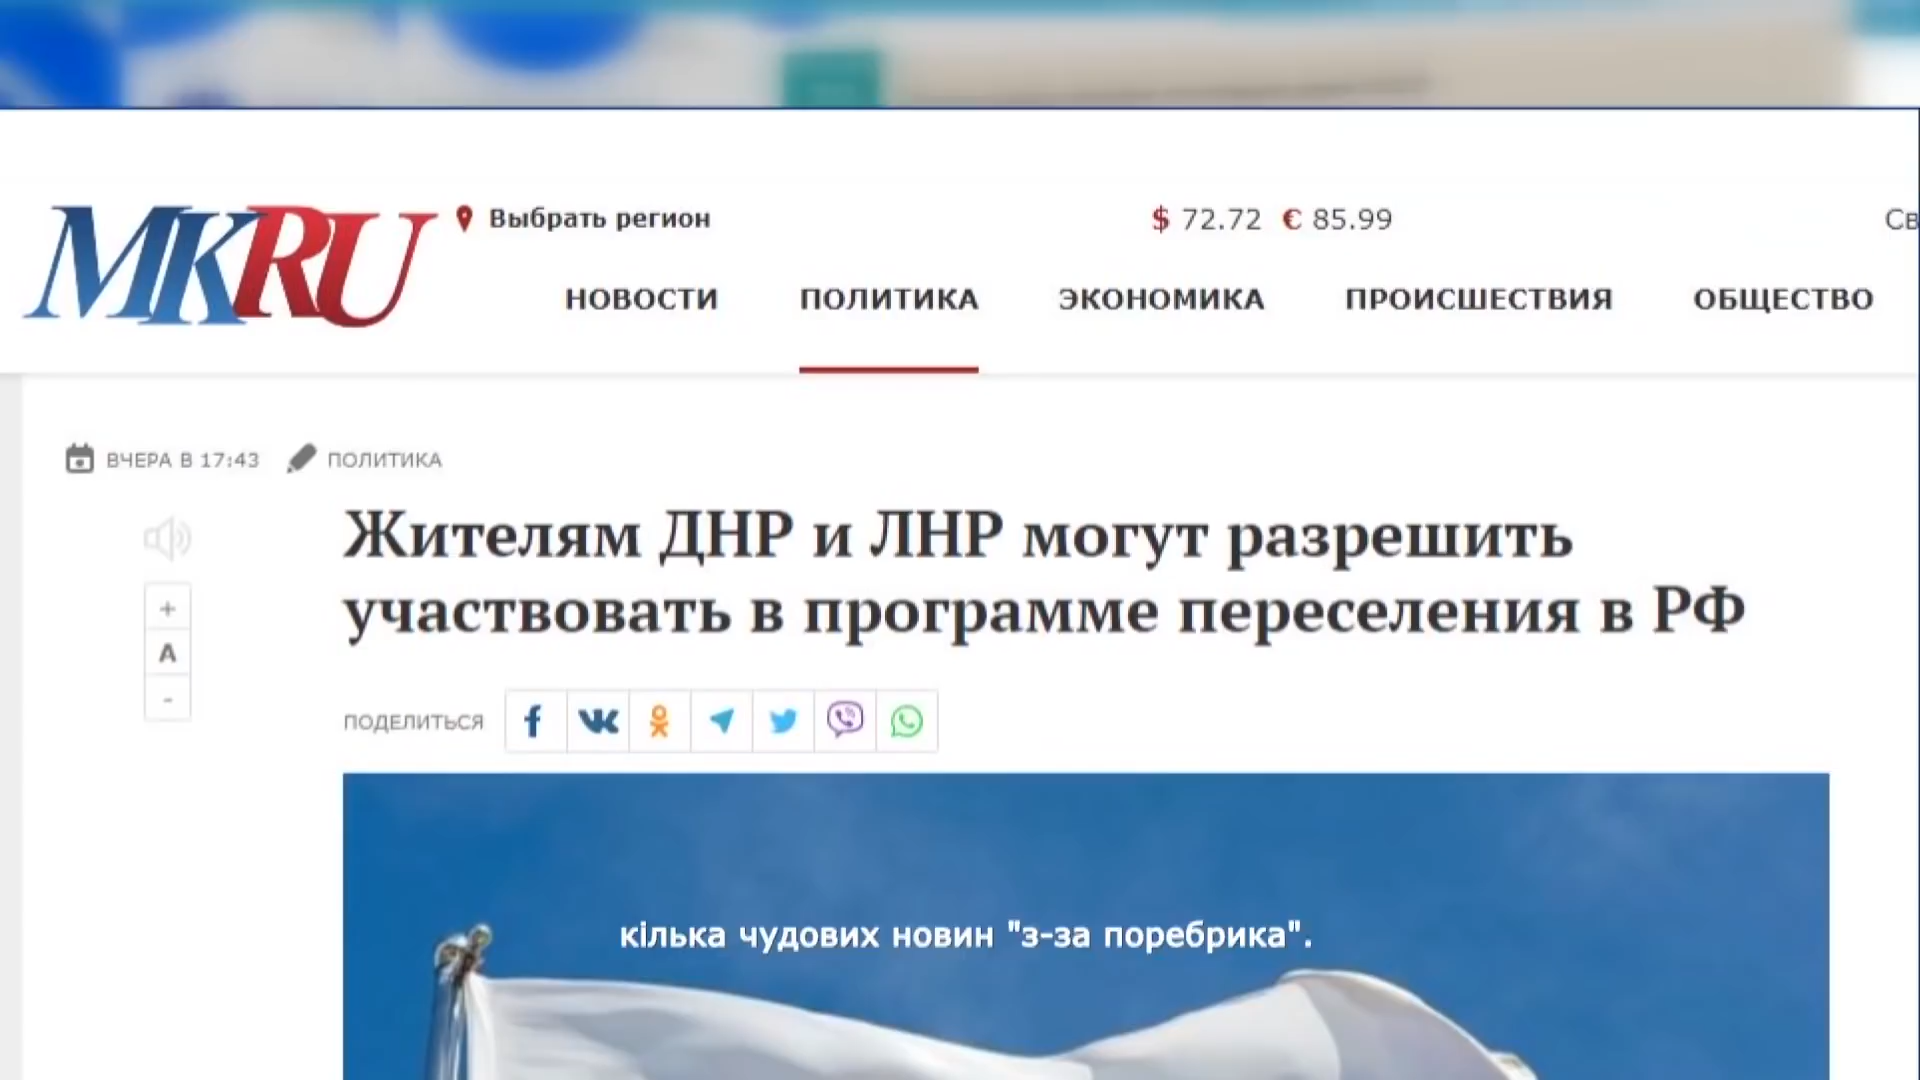 MKRU
Выбрать регион
$ 72.72 € 85.99
Св
НОВОСТИ ПОЛИТИКА ЭКОНОМИКА ПРОИСШЕСТВИЯ ОБЩЕСТВО
ВЧЕРА В 17:43 ПОЛИТИКА
Жителям ДНР и ЛНР могут разрешить
участвовать в программе переселения в РФ
+
A
-
ПОДЕЛИТЬСЯ
кілька чудових новин "з-за поребрика".